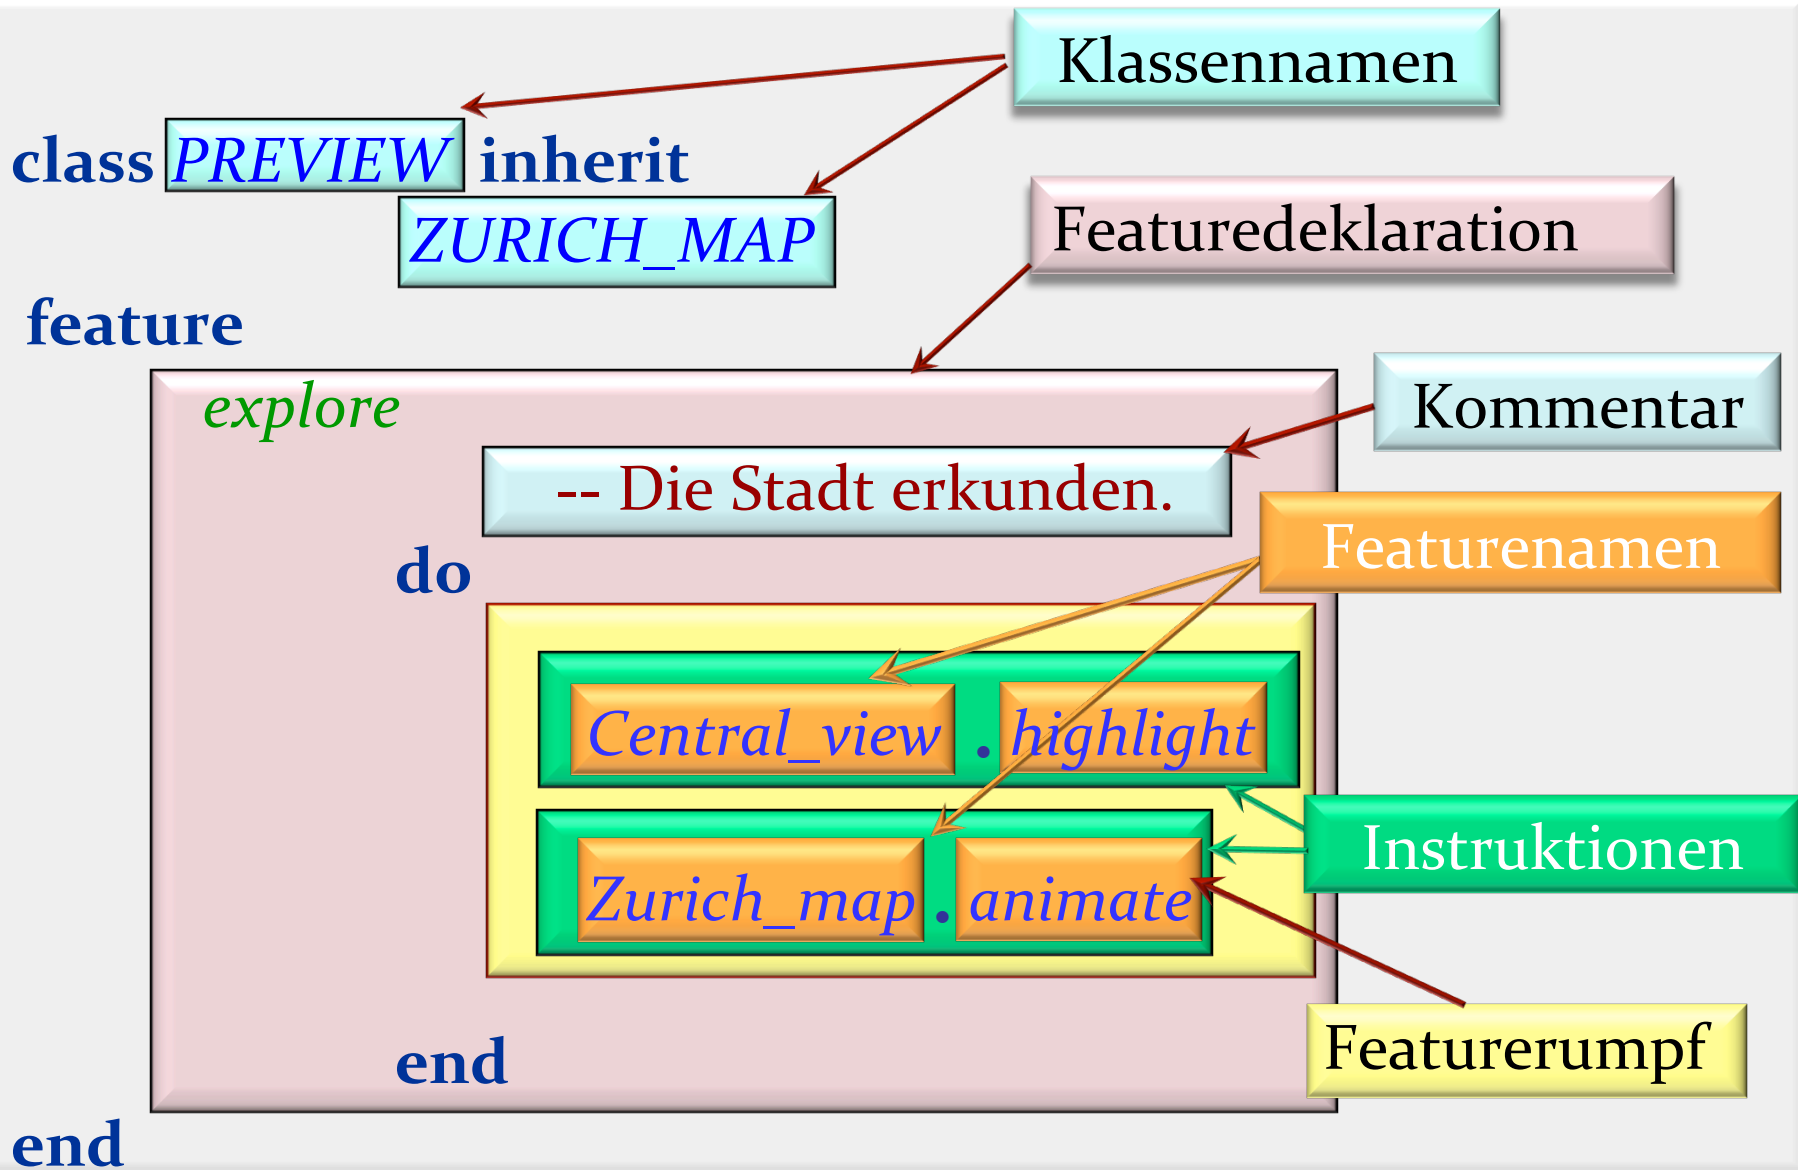 Klassennamen
class PREVIEW inherit
ZURICH_MAP
Featuredeklaration
feature
explore
Kommentar
-- Die Stadt erkunden.
Featurenamen
do
Central_view . highlight
Instruktionen
Zurich_map . animate
Featurerumpf
end
end